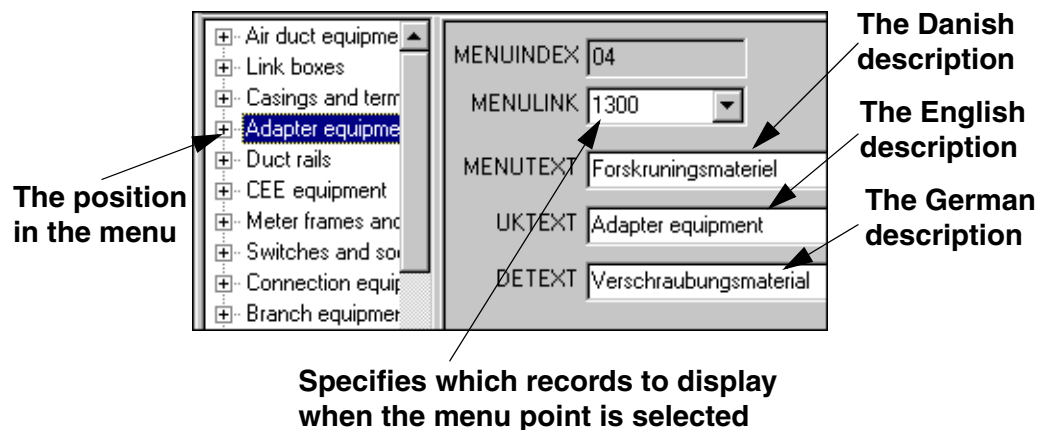 Air duct equipme
Link boxes
Casings and term
Adapter equipme
Duct rails
CEE equipment
Meter frames and
Switches and so
Connection equip
Branch equipmer
MENUINDEX 04
MENULINK 1300
MENUTEXT Forskruningsmateriel
UKTEXT Adapter equipment
DETEXT Verschraubungsmaterial
The Danish
description
The English
description
The German
description
The position
in the menu
Specifies which records to display
when the menu point is selected